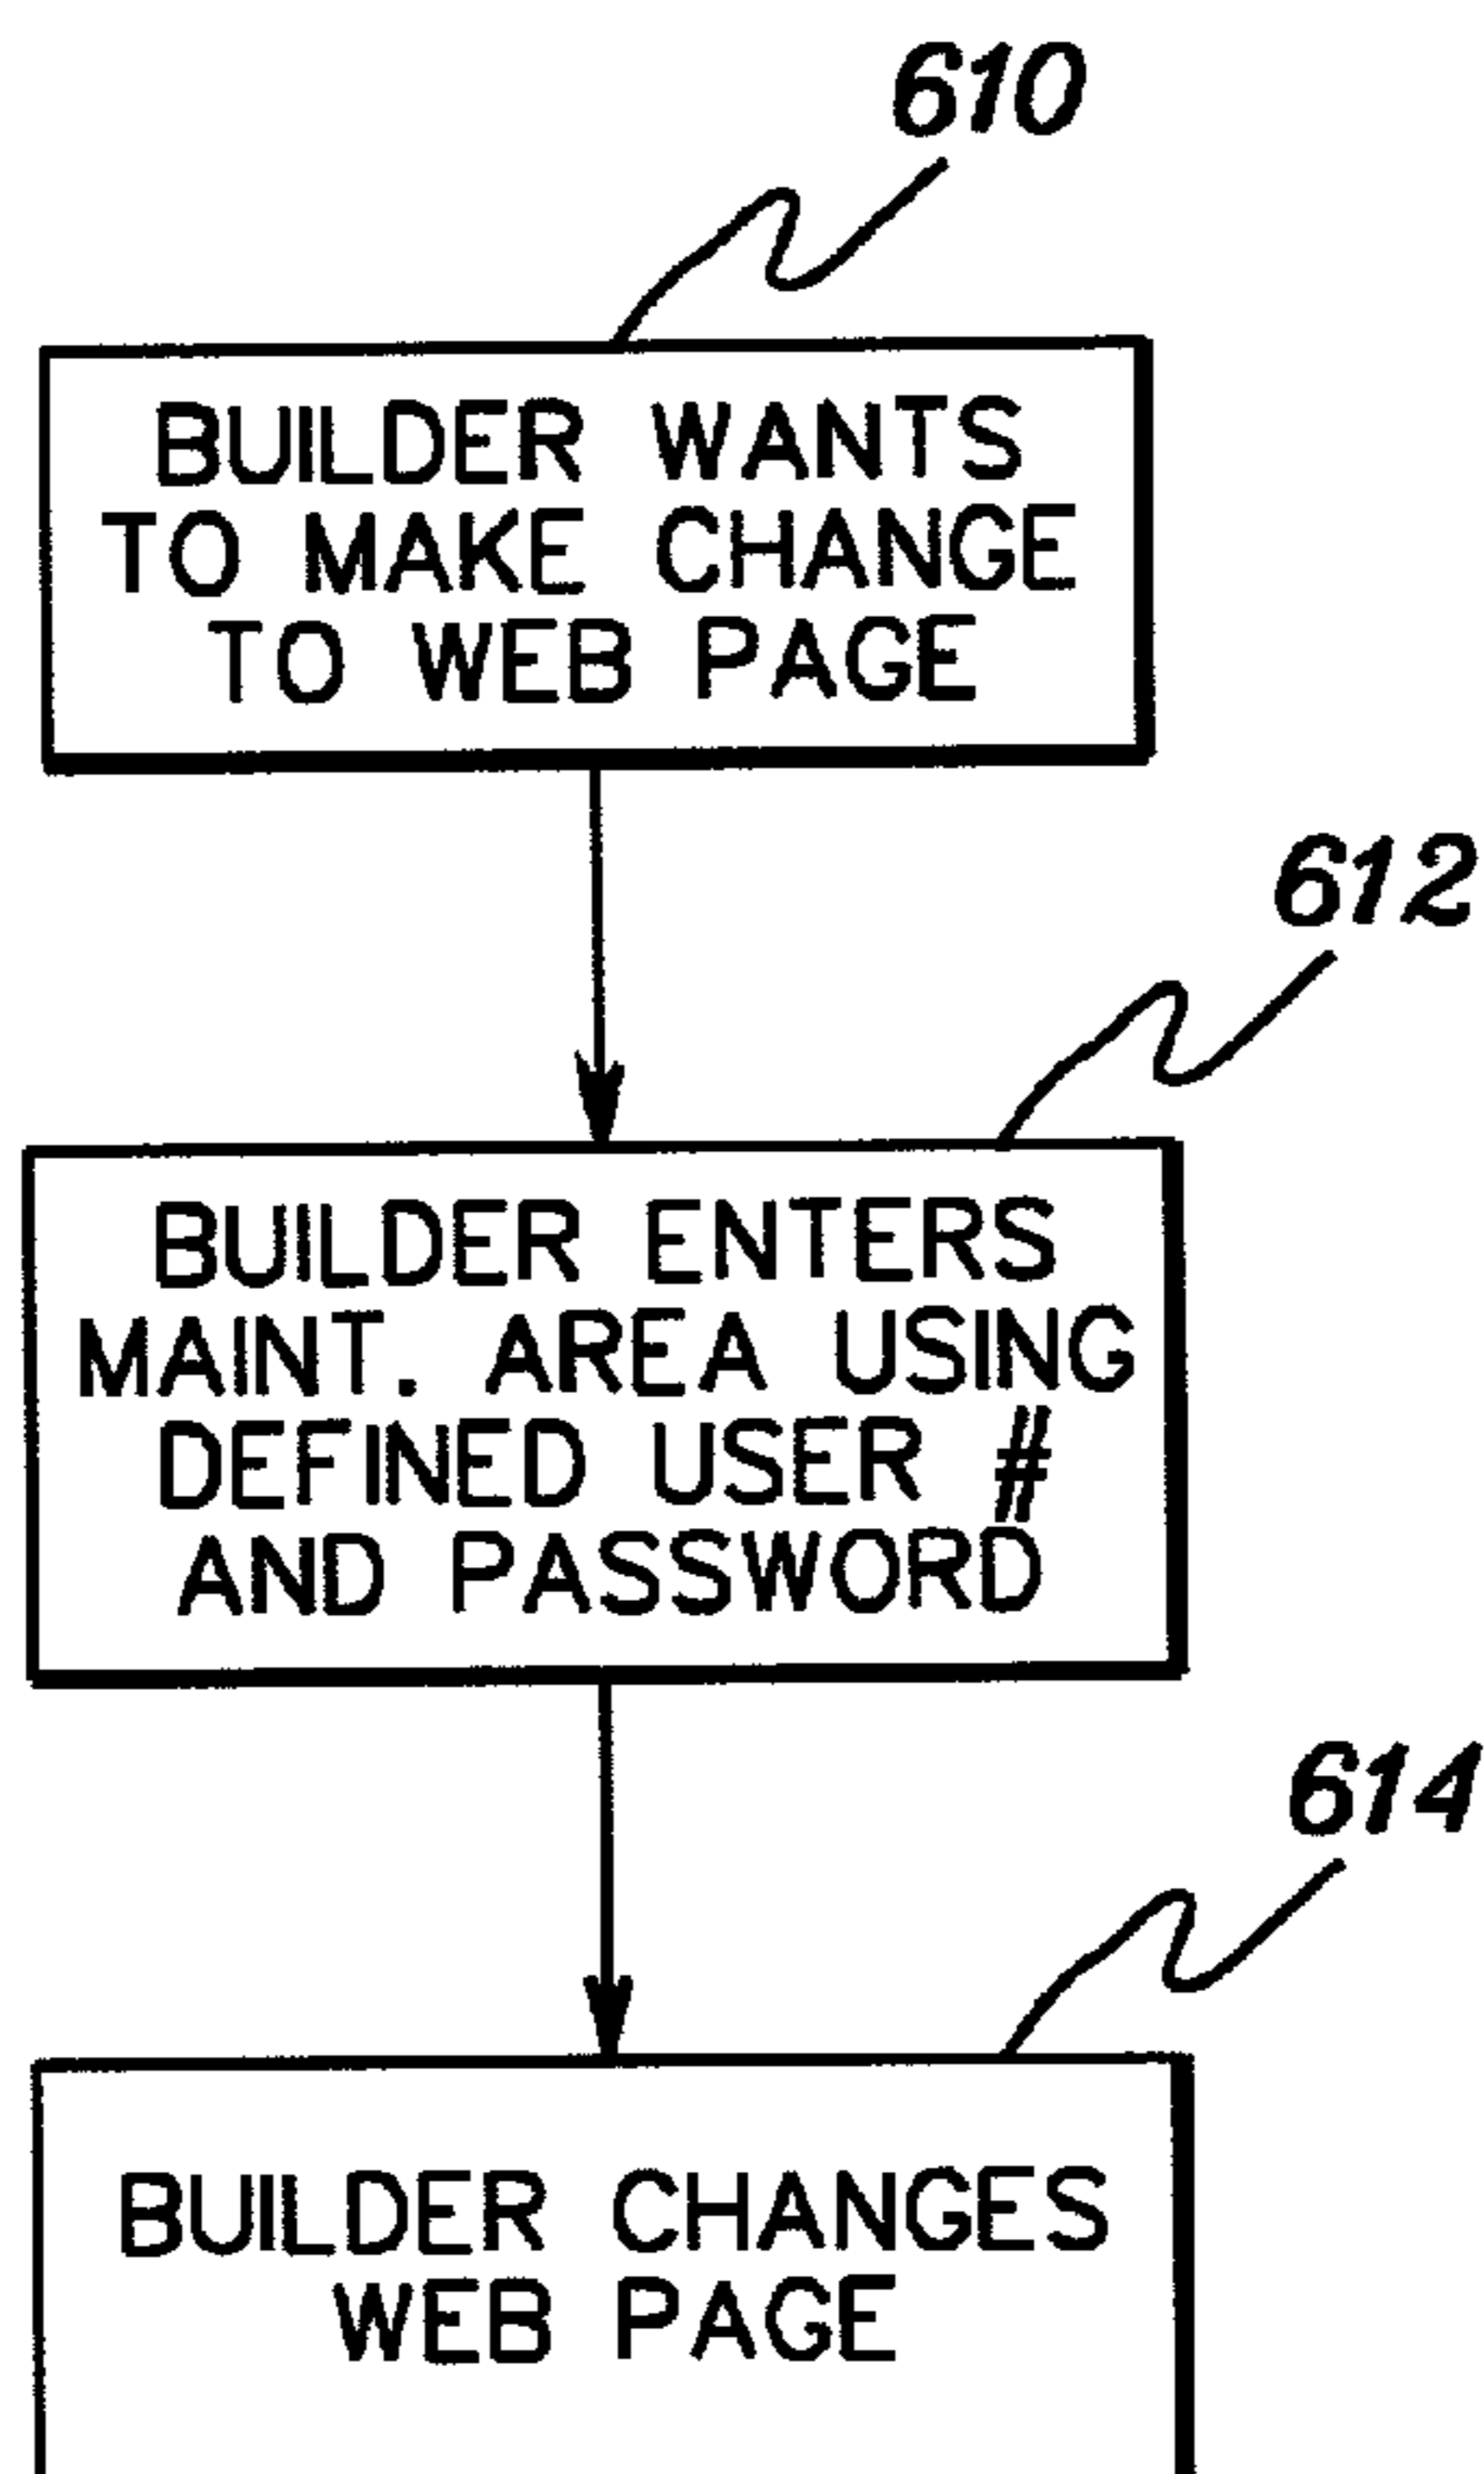 610
BUILDER WANTS
TO MAKE CHANGE
TO WEB PAGE
612
BUILDER ENTERS
MAINT. AREA USING
DEFINED USER #
AND PASSWORD
614
BUILDER CHANGES
WEB PAGE